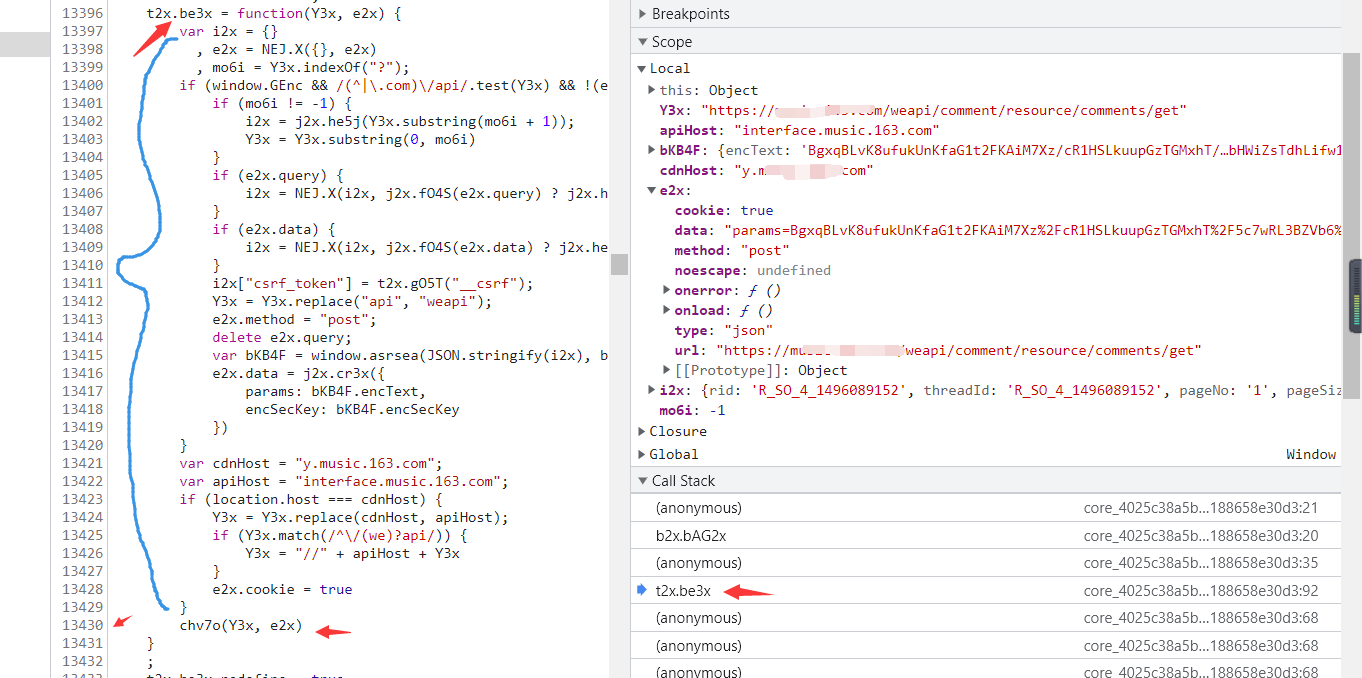 13396 t2x.be3x = function(Y3x, e2x) {
13397 var i2x = {}
13398 , e2x = NEJ.X({}, e2x)
13399 , mo6i = Y3x.indexOf("?");
13400 if (window.GEnc && /(^|\.com)\/api/.test(Y3x) && !(e
13401 if (mo6i != -1) {
13402 i2x = j2x.he5j(Y3x.substring(mo6i + 1));
13403 Y3x = Y3x.substring(0, mo6i)
13404 }
13405 if (e2x.query) {
13406 i2x = NEJ.X(i2x, j2x.fO4S(e2x.query) ? j2x.h
13407 }
13408 if (e2x.data) {
13409 i2x = NEJ.X(i2x, j2x.fO4S(e2x.data) ? j2x.he
13410 }
13411 i2x["csrf_token"] = t2x.gO5T("__csrf");
13412 Y3x = Y3x.replace("api", "weapi");
13413 e2x.method = "post";
13414 delete e2x.query;
13415 var bKB4F = window.asrsea(JSON.stringify(i2x), b
13416 e2x.data = j2x.cr3x({
13417 params: bKB4F.encText,
13418 encSecKey: bKB4F.encSecKey
13419 })
13420 }
13421 var cdnHost = "y.music.163.com";
13422 var apiHost = "interface.music.163.com";
13423 if (location.host === cdnHost) {
13424 Y3x = Y3x.replace(cdnHost, apiHost);
13425 if (Y3x.match(/^\/(we)?api/)) {
13426 Y3x = "//" + apiHost + Y3x
13427 }
13428 e2x.cookie = true
13429 }
13430 chv7o(Y3x, e2x)
13431 }
13432 ;
Breakpoints
Scope
Local
this: Object
Y3x: "https:// com/weapi/comment/resource/comments/get"
apiHost: "interface.music.163.com"
bKB4F: {encText: 'BgxqBLvK8ufukUnKfaG1t2FKAiM7Xz/cR1HSLkuupGzTGMxhT/…bHWiZsTdhLifw1
cdnHost: "y.m com"
e2x:
cookie: true
data: "params=BgxqBLvK8ufukUnKfaG1t2FKAiM7Xz%2FcR1HSLkuupGzTGMxhT%2F5c7wRL3BZVb6%
method: "post"
noescape: undefined
onerror: ƒ ()
onload: ƒ ()
type: "json"
url: "https://mu /weapi/comment/resource/comments/get"
[[Prototype]]: Object
i2x: {rid: 'R_SO_4_1496089152', threadId: 'R_SO_4_1496089152', pageNo: '1', pageSiz
mo6i: -1
Closure
Global Window
Call Stack
(anonymous) core_4025c38a5b…188658e30d3:21
b2x.bAG2x core_4025c38a5b…188658e30d3:20
(anonymous) core_4025c38a5b…188658e30d3:35
t2x.be3x core_4025c38a5b…188658e30d3:92
(anonymous) core_4025c38a5b…188658e30d3:68
(anonymous) core_4025c38a5b…188658e30d3:68
(anonymous) core_4025c38a5b…188658e30d3:68